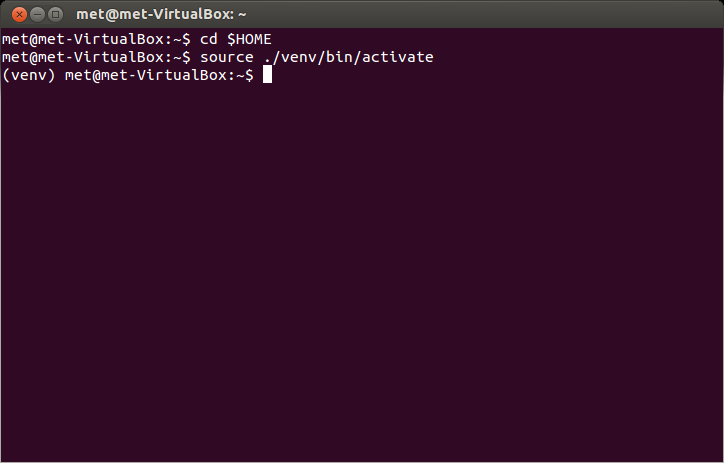 met@met-VirtualBox: ~
met@met-VirtualBox:~$ cd $HOME
met@met-VirtualBox:~$ source ./venv/bin/activate
(venv) met@met-VirtualBox:~$